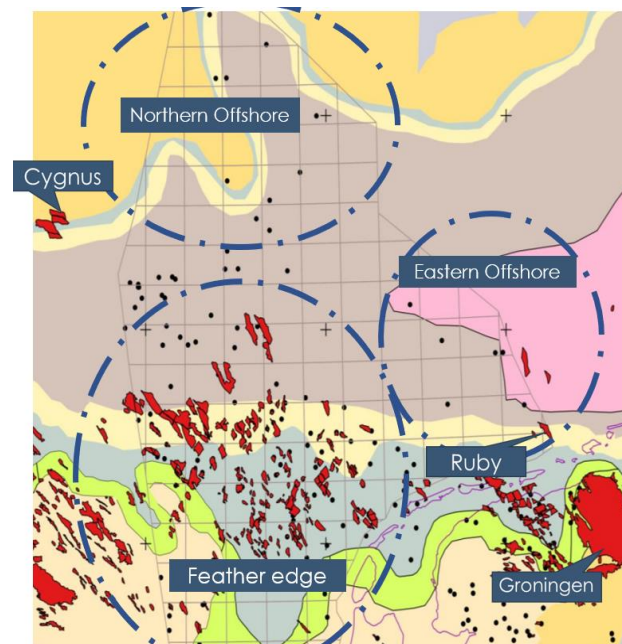 Northern Offshore
Cygnus
Eastern Offshore
Ruby
Feather edge
Groningen